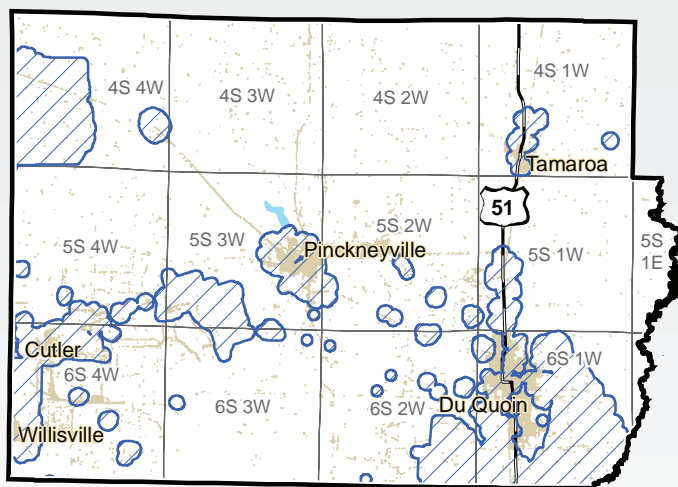 4S 4W
4S 3W
4S 2W
4S 1W
Tamaroa
51
5S 4W
5S 3W
Pinckneyville
5S 2W
5S 1W
5S
1E
Cutler
6S 4W
6S 3W
6S 2W
6S 1W
Du Quoin
Willisville